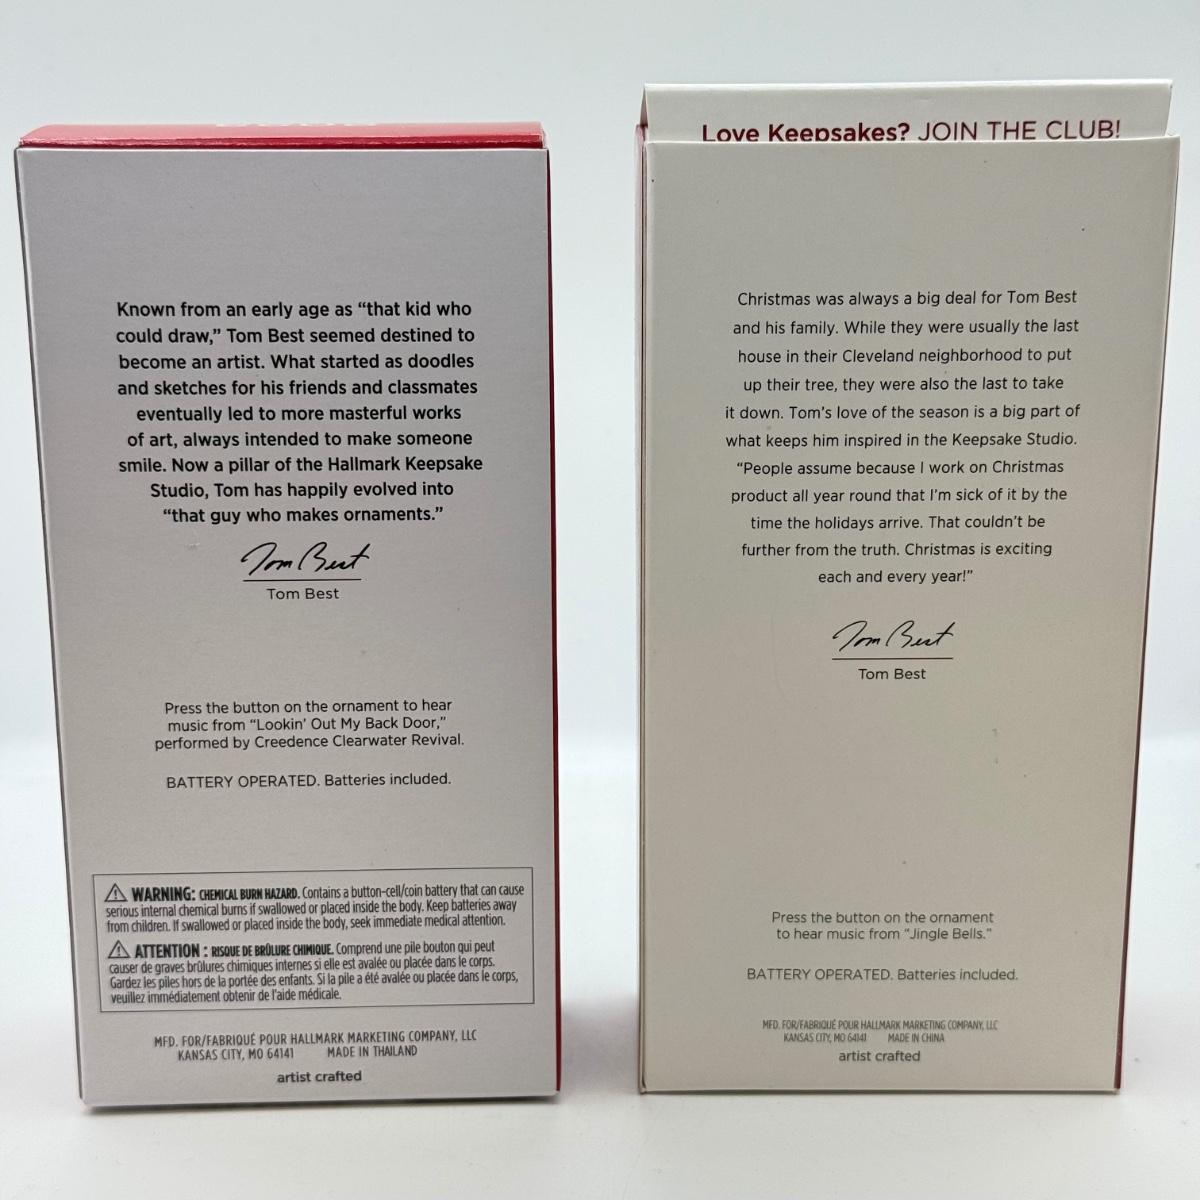 Known from an early age as “that kid who
could draw,” Tom Best seemed destined to
become an artist. What started as doodles
and sketches for his friends and classmates
eventually led to more masterful works
of art, always intended to make someone
smile. Now a pillar of the Hallmark Keepsake
Studio, Tom has happily evolved into
“that guy who makes ornaments.”
Tom Best
Tom Best
Press the button on the ornament to hear
music from “Lookin’ Out My Back Door,”
performed by Creedence Clearwater Revival.
BATTERY OPERATED. Batteries included.
WARNING: CHEMICAL BURN HAZARD. Contains a button-cell/coin battery that can cause
serious internal chemical burns if swallowed or placed inside the body. Keep batteries away
from children. If swallowed or placed inside the body, seek immediate medical attention.
ATTENTION : RISQUE DE BRÛLURE CHIMIQUE. Comprend une pile bouton qui peut
causer de graves brûlures chimiques internes si elle est avalée ou placée dans le corps.
Gardez les piles hors de la portée des enfants. Si la pile a été avalée ou placée dans le corps,
veuillez immédiatement obtenir de l’aide médicale.
MFD. FOR/FABRIQUÉ POUR HALLMARK MARKETING COMPANY, LLC
KANSAS CITY, MO 64141 MADE IN THAILAND
artist crafted
Love Keepsakes? JOIN THE CLUB!
Christmas was always a big deal for Tom Best
and his family. While they were usually the last
house in their Cleveland neighborhood to put
up their tree, they were also the last to take
it down. Tom’s love of the season is a big part of
what keeps him inspired in the Keepsake Studio.
“People assume because I work on Christmas
product all year round that I’m sick of it by the
time the holidays arrive. That couldn’t be
further from the truth. Christmas is exciting
each and every year!”
Tom Best
Tom Best
Press the button on the ornament
to hear music from “Jingle Bells.”
BATTERY OPERATED. Batteries included.
MFD. FOR/FABRIQUÉ POUR HALLMARK MARKETING COMPANY, LLC
KANSAS CITY, MO 64141 MADE IN CHINA
artist crafted